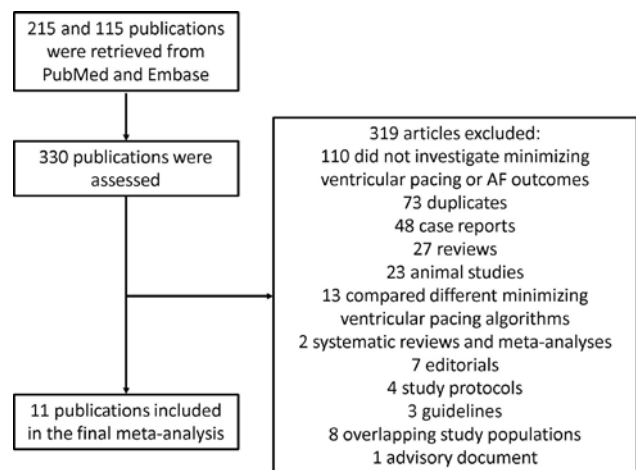 215 and 115 publications
were retrieved from
PubMed and Embase
330 publications were
assessed
319 articles excluded:
110 did not investigate minimizing
ventricular pacing or AF outcomes
73 duplicates
48 case reports
27 reviews
23 animal studies
13 compared different minimizing
ventricular pacing algorithms
2 systematic reviews and meta-analyses
7 editorials
4 study protocols
3 guidelines
8 overlapping study populations
1 advisory document
11 publications included
in the final meta-analysis